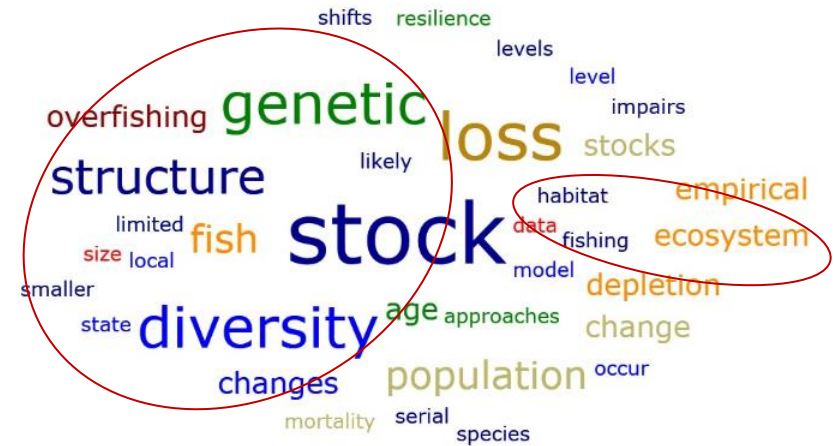 shifts resilience
levels
level
impairs
overfishing genetic loss stocks
likely
structure habitat empirical
limited fish stock data fishing ecosystem
size local model
smaller depletion
state diversity age approaches change
changes population occur
mortality serial species